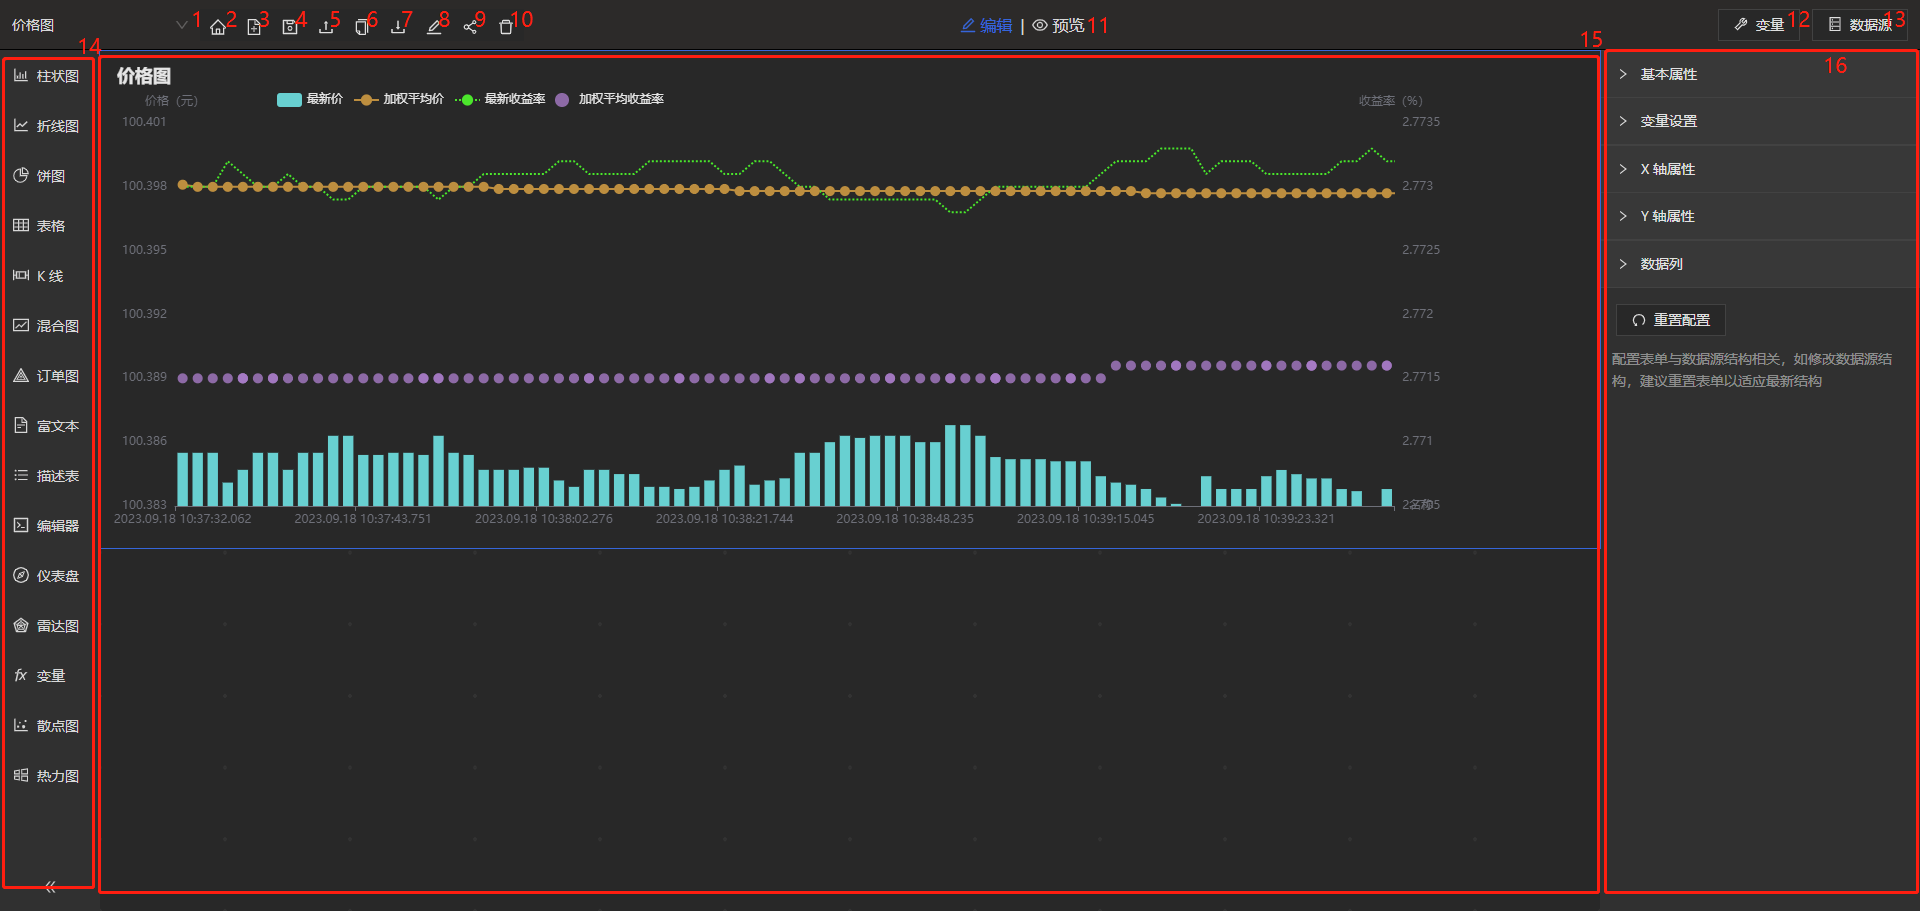 价格图 1 2 3 4 5 6 7 8 9 10 编辑 | 预览 11 变量 12 数据源 13
14
柱状图
折线图
饼图
表格
K 线
混合图
订单图
富文本
描述表
编辑器
仪表盘
雷达图
fx 变量
散点图
热力图
15
价格图
价格（元） 最新价 加权平均价 最新收益率 加权平均收益率 收益率（%）
100.401 2.7735
100.398 2.773
100.395 2.7725
100.392 2.772
100.389 2.7715
100.386 2.771
100.383
2023.09.18 10:37:32.062 2023.09.18 10:37:43.751 2023.09.18 10:38:02.276 2023.09.18 10:38:21.744 2023.09.18 10:38:48.235 2023.09.18 10:39:15.045 2023.09.18 10:39:23.321
16
基本属性
变量设置
X 轴属性
Y 轴属性
数据列
重置配置
配置表单与数据源结构相关，如修改数据源结
构，建议重置表单以适应最新结构